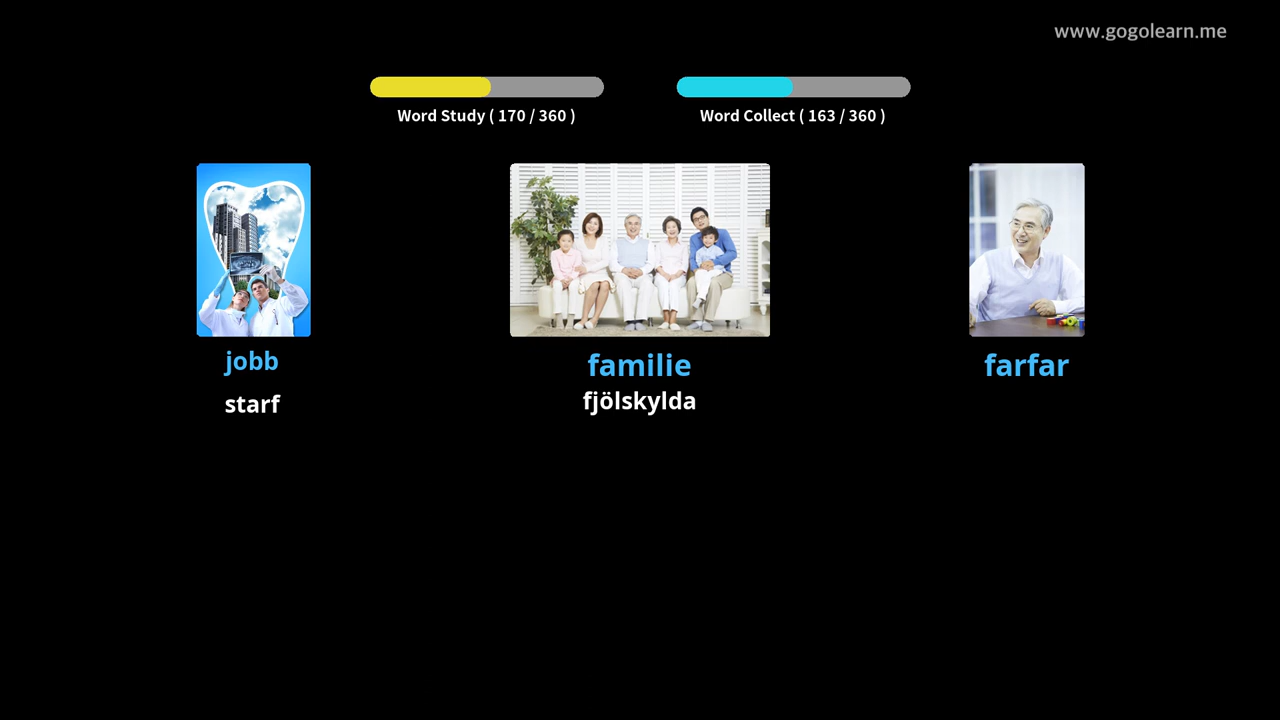 www.gogolearn.me
Word Study ( 170 / 360 )
Word Collect ( 163 / 360 )
jobb
starf
familie
fjölskylda
farfar